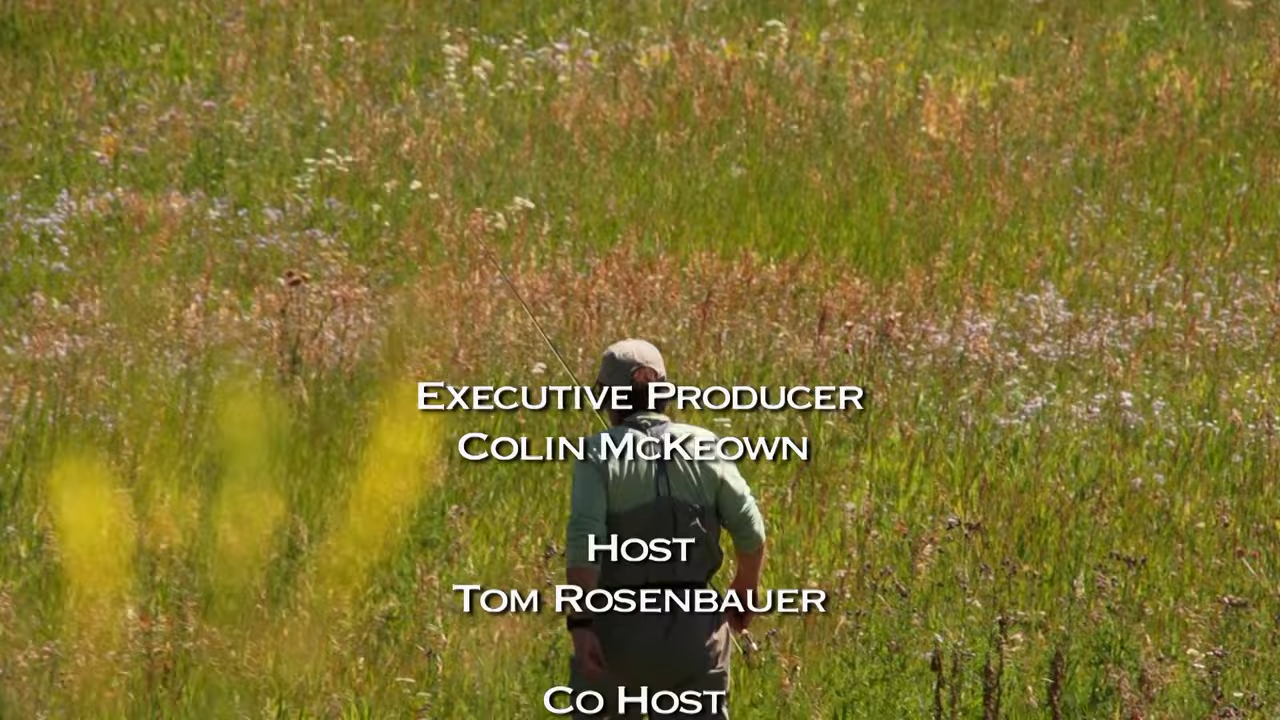 Executive Producer
Colin McKeown
Host
Tom Rosenbauer
Co Host